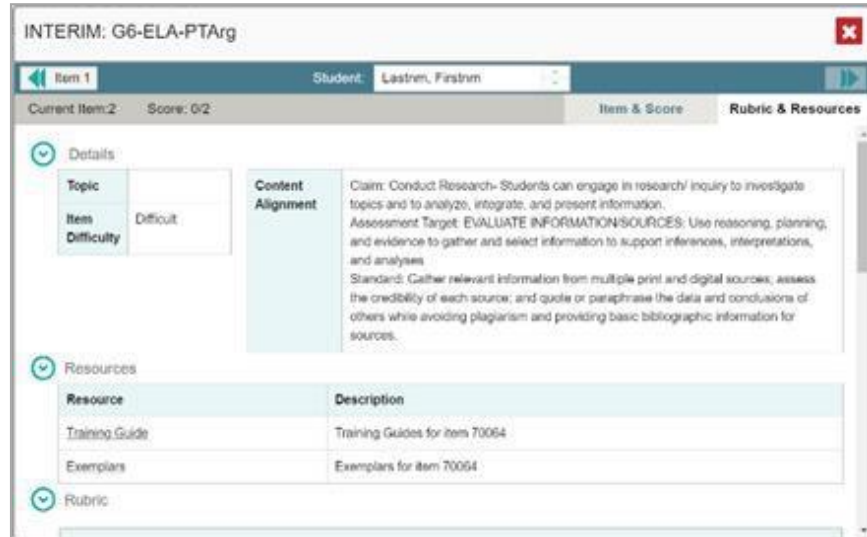 INTERIM: G6-ELA-PTArg
Item 1
Student: Lastnm, Firstnm
Current Item:2 Score: 0/2 Item & Score Rubric & Resources
Details
Topic
Item Difficulty Difficult
Content Alignment
Claim: Conduct Research- Students can engage in research/ inquiry to investigate
topics and to analyze, integrate, and present information.
Assessment Target: EVALUATE INFORMATION/SOURCES: Use reasoning, planning,
and evidence to gather and select information to support inferences, interpretations,
and analyses
Standard: Gather relevant information from multiple print and digital sources; assess
the credibility of each source; and quote or paraphrase the data and conclusions of
others while avoiding plagiarism and providing basic bibliographic information for
sources.
Resources
Resource Description
Training Guide Training Guides for item 70064
Exemplars Exemplars for item 70064
Rubric